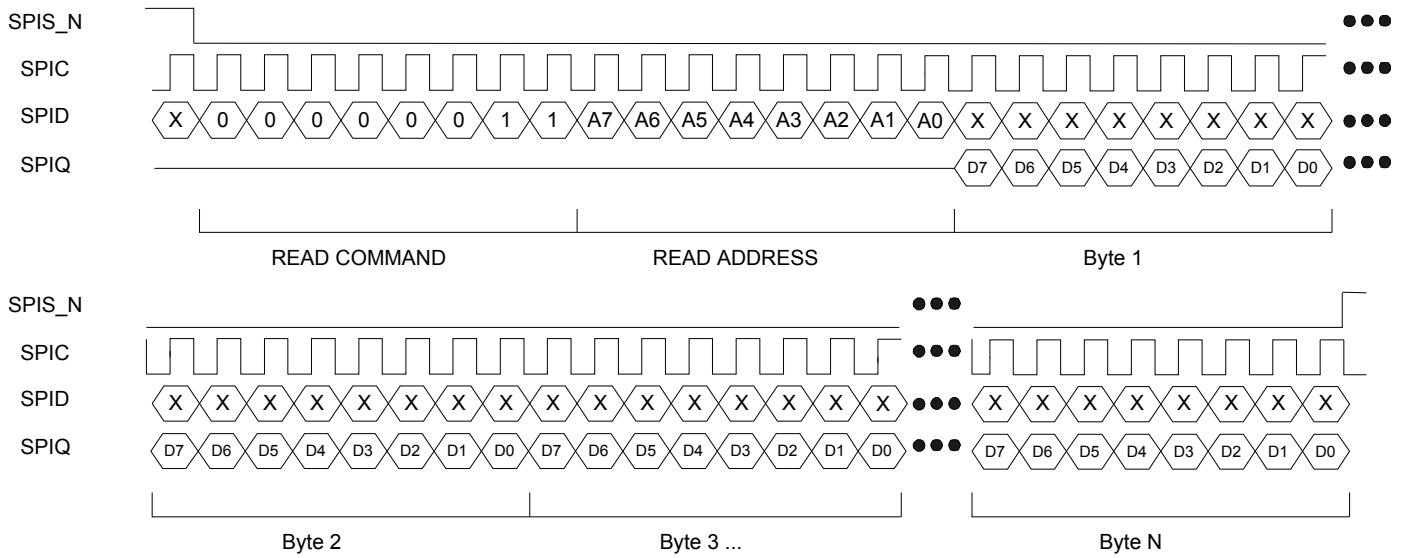 SPIS_N
SPIC
SPID X 0 0 0 0 0 0 1 1 A7 A6 A5 A4 A3 A2 A1 A0 X X X X X X X X
SPIQ D7 D6 D5 D4 D3 D2 D1 D0
READ COMMAND READ ADDRESS Byte 1
SPIS_N
SPIC
SPID X X X X X X X X X X X X X X X X X X X X X X X X
SPIQ D7 D6 D5 D4 D3 D2 D1 D0 D7 D6 D5 D4 D3 D2 D1 D0 D7 D6 D5 D4 D3 D2 D1 D0
Byte 2 Byte 3 ... Byte N